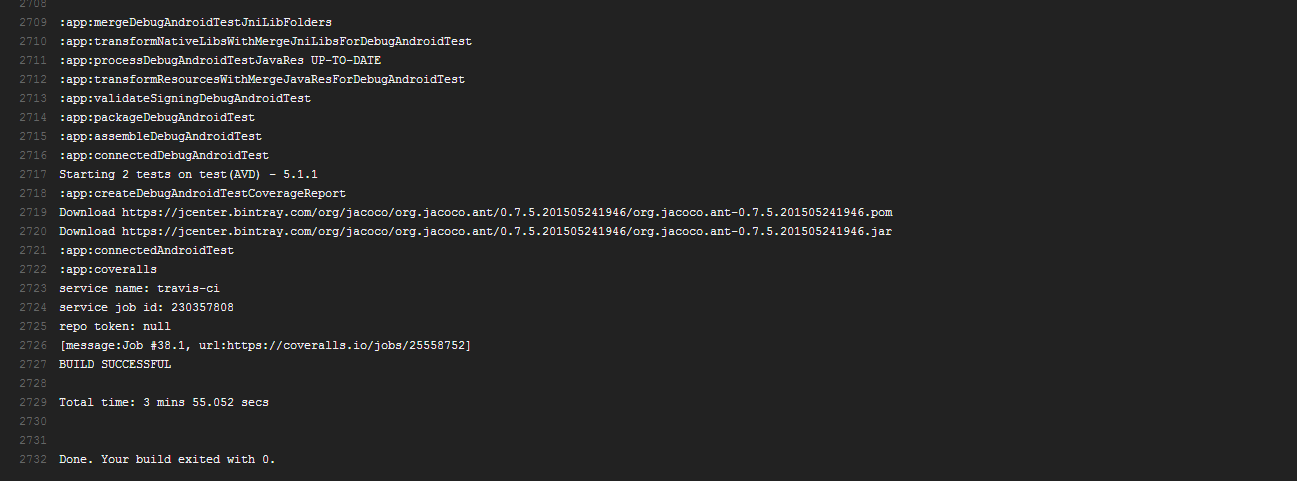 2708
2709 :app:mergeDebugAndroidTestJniLibFolders
2710 :app:transformNativeLibsWithMergeJniLibsForDebugAndroidTest
2711 :app:processDebugAndroidTestJavaRes UP-TO-DATE
2712 :app:transformResourcesWithMergeJavaResForDebugAndroidTest
2713 :app:validateSigningDebugAndroidTest
2714 :app:packageDebugAndroidTest
2715 :app:assembleDebugAndroidTest
2716 :app:connectedDebugAndroidTest
2717 Starting 2 tests on test(AVD) - 5.1.1
2718 :app:createDebugAndroidTestCoverageReport
2719 Download https://jcenter.bintray.com/org/jacoco/org.jacoco.ant/0.7.5.201505241946/org.jacoco.ant-0.7.5.201505241946.pom
2720 Download https://jcenter.bintray.com/org/jacoco/org.jacoco.ant/0.7.5.201505241946/org.jacoco.ant-0.7.5.201505241946.jar
2721 :app:connectedAndroidTest
2722 :app:coveralls
2723 service name: travis-ci
2724 service job id: 230357808
2725 repo token: null
2726 [message:Job #38.1, url:https://coveralls.io/jobs/25558752]
2727 BUILD SUCCESSFUL
2728
2729 Total time: 3 mins 55.052 secs
2730
2731
2732 Done. Your build exited with 0.